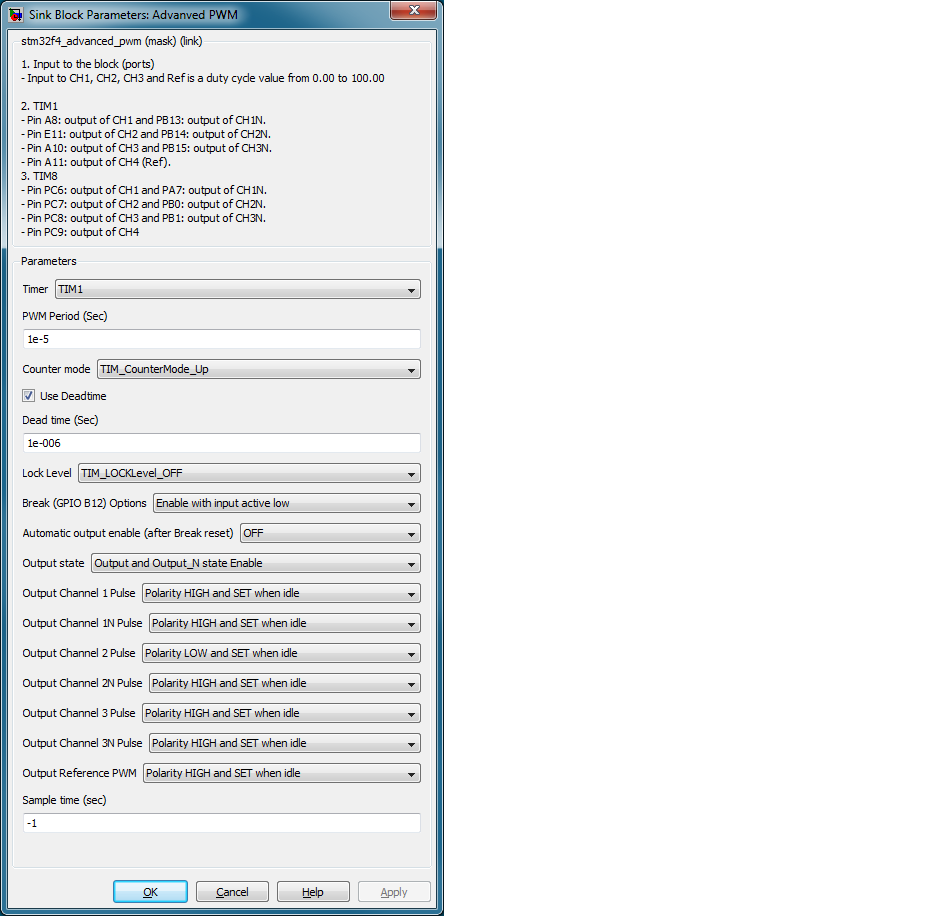 Sink Block Parameters: Advanved PWM
stm32f4_advanced_pwm (mask) (link)
1. Input to the block (ports)
- Input to CH1, CH2, CH3 and Ref is a duty cycle value from 0.00 to 100.00
2. TIM1
- Pin A8: output of CH1 and PB13: output of CH1N.
- Pin E11: output of CH2 and PB14: output of CH2N.
- Pin A10: output of CH3 and PB15: output of CH3N.
- Pin A11: output of CH4 (Ref).
3. TIM8
- Pin PC6: output of CH1 and PA7: output of CH1N.
- Pin PC7: output of CH2 and PB0: output of CH2N.
- Pin PC8: output of CH3 and PB1: output of CH3N.
- Pin PC9: output of CH4
Parameters
Timer TIM1
PWM Period (Sec)
1e-5
Counter mode TIM_CounterMode_Up
Use Deadtime
Dead time (Sec)
1e-006
Lock Level TIM_LOCKLevel_OFF
Break (GPIO B12) Options Enable with input active low
Automatic output enable (after Break reset) OFF
Output state Output and Output_N state Enable
Output Channel 1 Pulse Polarity HIGH and SET when idle
Output Channel 1N Pulse Polarity HIGH and SET when idle
Output Channel 2 Pulse Polarity LOW and SET when idle
Output Channel 2N Pulse Polarity HIGH and SET when idle
Output Channel 3 Pulse Polarity HIGH and SET when idle
Output Channel 3N Pulse Polarity HIGH and SET when idle
Output Reference PWM Polarity HIGH and SET when idle
Sample time (sec)
-1
OK Cancel Help Apply